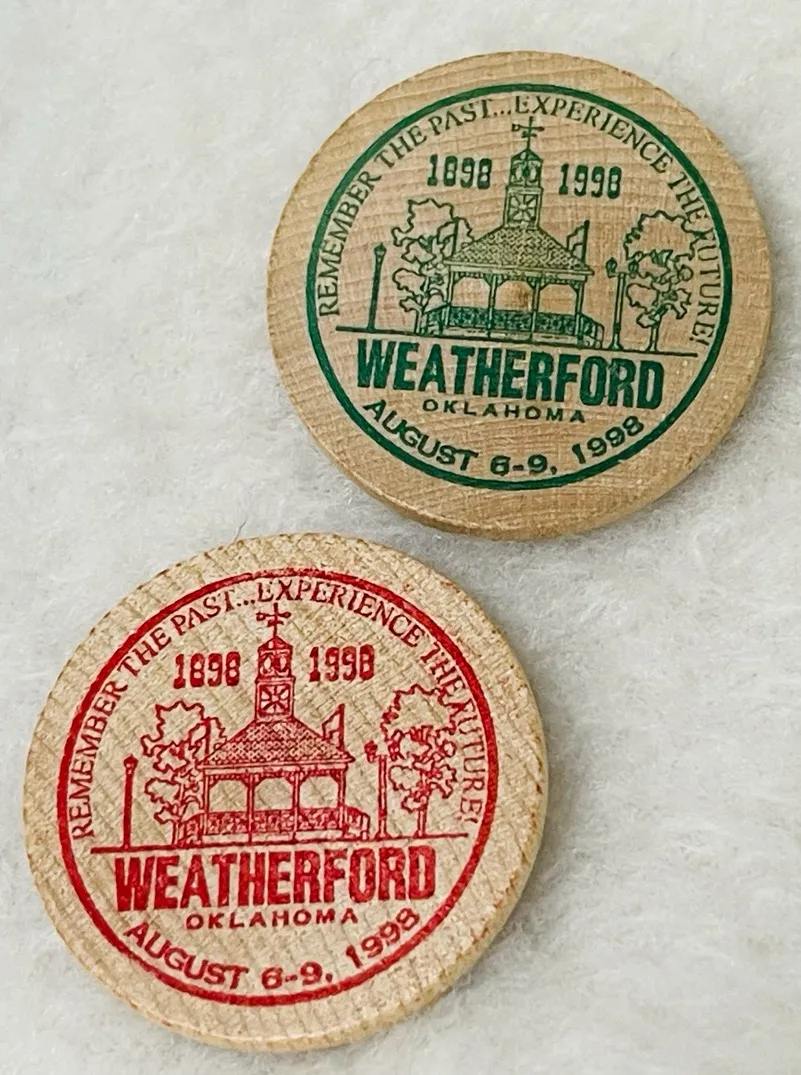 REMEMBER THE PAST...EXPERIENCE THE FUTURE!
1898 1998
WEATHERFORD
OKLAHOMA
AUGUST 6-9, 1998
REMEMBER THE PAST...EXPERIENCE THE FUTURE!
1898 1998
WEATHERFORD
OKLAHOMA
AUGUST 6-9, 1998